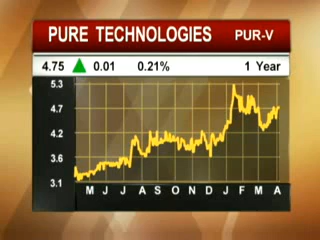 PURE TECHNOLOGIES PUR-V
4.75 0.01 0.21% 1 Year
5.3
4.7
4.2
3.6
3.1
M J J A S O N D J F M A